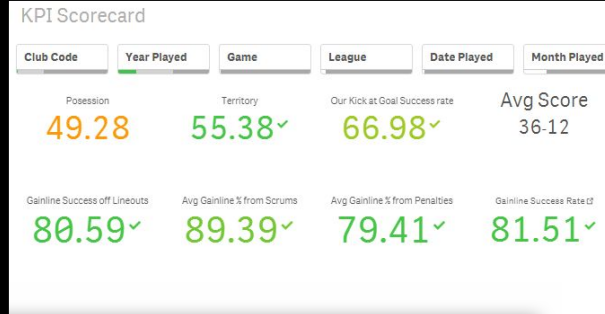 KPI Scorecard
Club Code Year Played Game League Date Played Month Played
Posession Territory Our Kick at Goal Success rate Avg Score
49.28 55.38 66.98 36-12
Gainline Success off Lineouts Avg Gainline % from Scrums Avg Gainline % from Penalties Gainline Success Rate
80.59 89.39 79.41 81.51